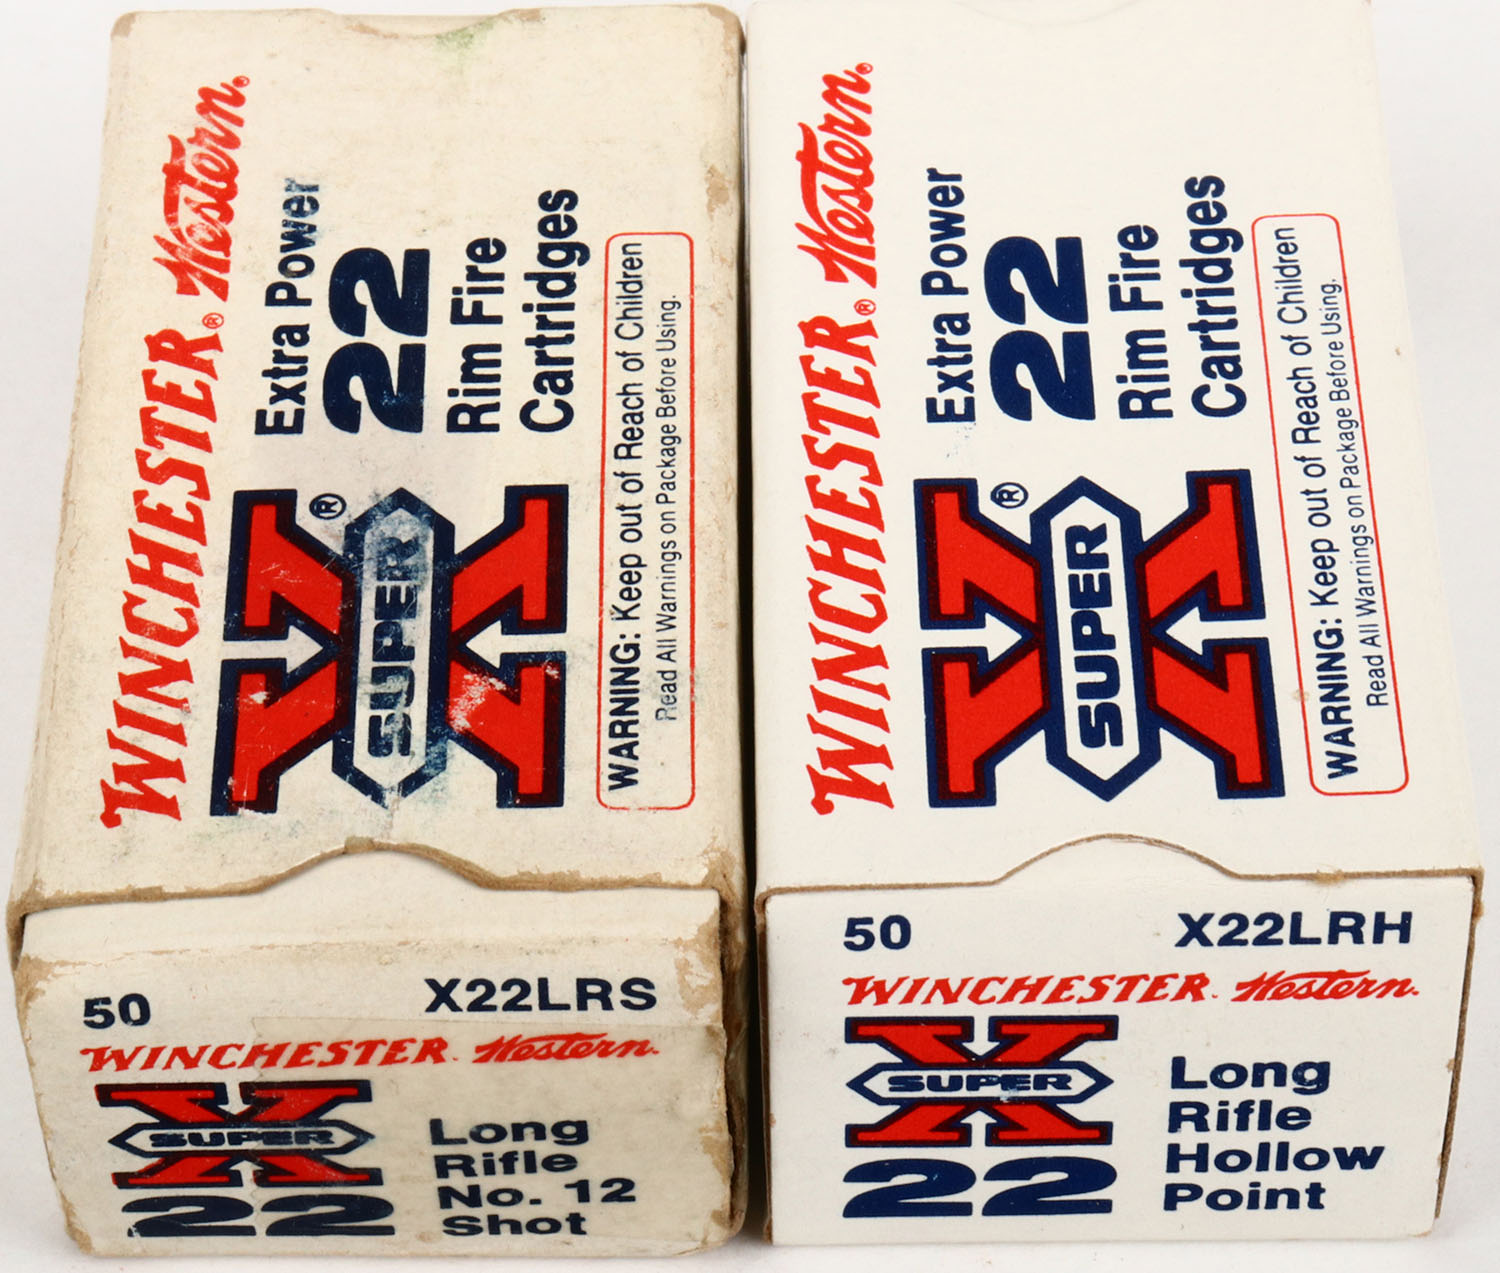 WINCHESTER® Western®
Extra Power
22
Rim Fire
Cartridges
X®
SUPER
WARNING: Keep out of Reach of Children
Read All Warnings on Package Before Using.
50 X22LRS
WINCHESTER. Western.
X
SUPER
22
Long
Rifle
No. 12
Shot
WINCHESTER® Western®
Extra Power
22
Rim Fire
Cartridges
X®
SUPER
WARNING: Keep out of Reach of Children
Read All Warnings on Package Before Using.
50 X22LRH
WINCHESTER. Western.
X
SUPER
22
Long
Rifle
Hollow
Point